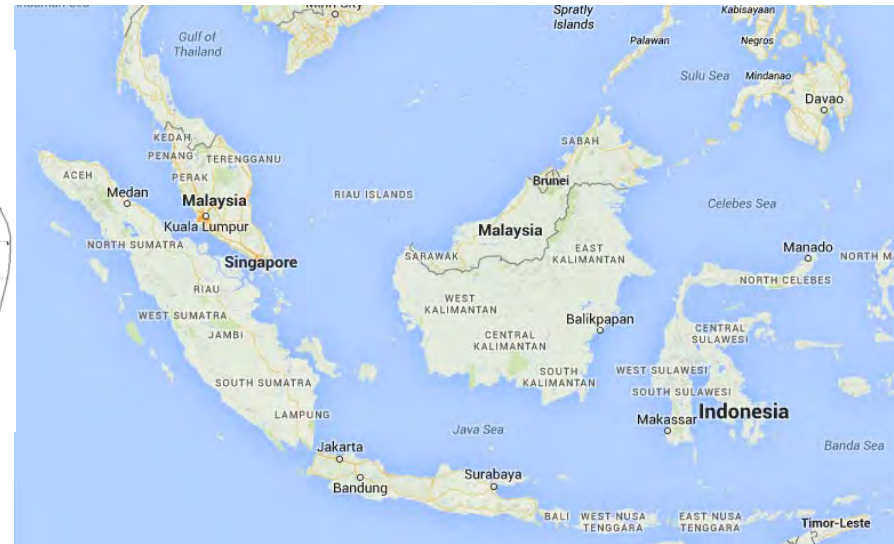 Spratly
Islands
Kabisayaan
Gulf of
Thailand
Palawan
Negros
Sulu Sea
Mindanao
Davao
KEDAH
PENANG
TERENGGANU
PERAK
SABAH
ACEH
Medan
Malaysia
Kuala Lumpur
RIAU ISLANDS
Brunei
Celebes Sea
Malaysia
NORTH SUMATRA
Singapore
SARAWAK
EAST
KALIMANTAN
Manado
NORTH
NORTH CELEBES
RIAU
WEST SUMATRA
JAMBI
WEST
KALIMANTAN
Balikpapan
CENTRAL
KALIMANTAN
CENTRAL
SULAWESI
SOUTH SUMATRA
SOUTH
KALIMANTAN
WEST SULAWESI
SOUTH SULAWESI
Indonesia
Makassar
LAMPUNG
Java Sea
Banda Sea
Jakarta
Bandung
Surabaya
BALI
WEST NUSA
TENGGARA
EAST NUSA
TENGGARA
Timor-Leste